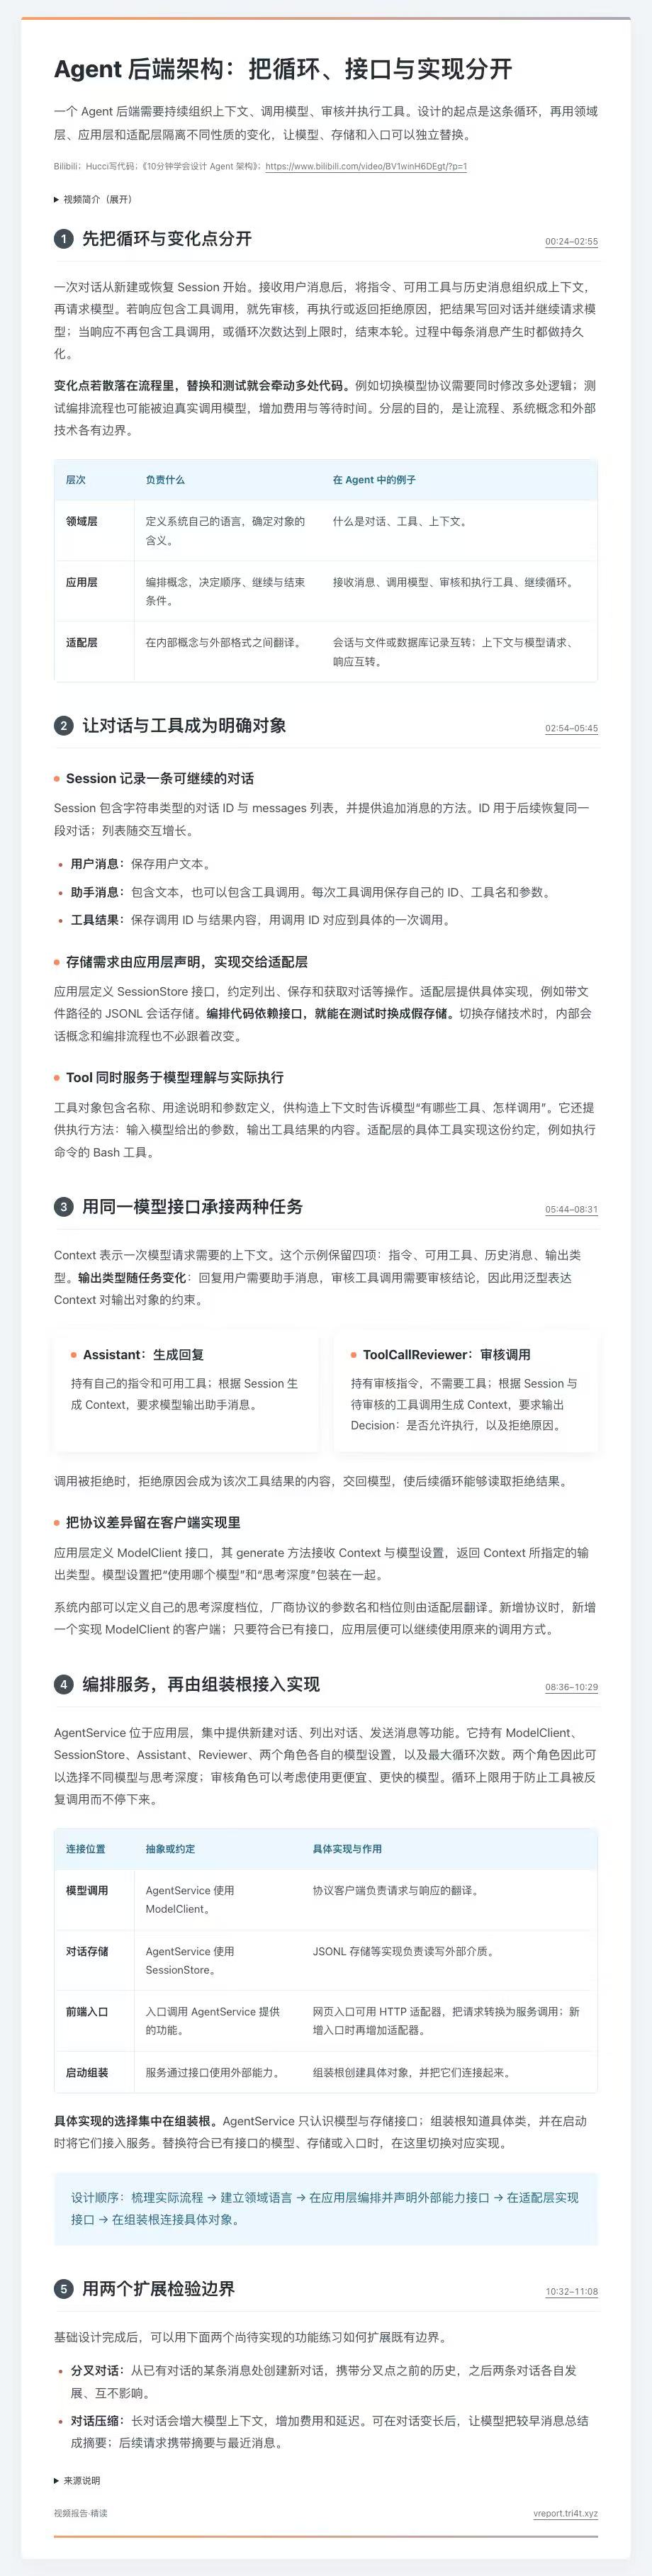 Agent 后端架构：把循环、接口与实现分开
一个 Agent 后端需要持续组织上下文、调用模型、审核并执行工具。设计的起点是这条循环，再用领域
层、应用层和适配层隔离不同性质的变化，让模型、存储和入口可以独立替换。
Bilibili；Hucci写代码；《10分钟学会设计 Agent 架构》；https://www.bilibili.com/video/BV1winH6DEgt/?p=1
▶ 视频简介（展开）
1 先把循环与变化点分开 00:24–02:55
一次对话从新建或恢复 Session 开始。接收用户消息后，将指令、可用工具与历史消息组织成上下文，
再请求模型。若响应包含工具调用，就先审核，再执行或返回拒绝原因，把结果写回对话并继续请求模
型；当响应不再包含工具调用，或循环次数达到上限时，结束本轮。过程中每条消息产生时都做持久
化。
变化点若散落在流程里，替换和测试就会牵动多处代码。例如切换模型协议需要同时修改多处逻辑；测
试编排流程也可能被迫真实调用模型，增加费用与等待时间。分层的目的，是让流程、系统概念和外部
技术各有边界。
层次 负责什么 在 Agent 中的例子
领域层 定义系统自己的语言，确定对象的 什么是对话、工具、上下文。
含义。
应用层 编排概念，决定顺序、继续与结束 接收消息、调用模型、审核和执行工具、继续循环。
条件。
适配层 在内部概念与外部格式之间翻译。 会话与文件或数据库记录互转；上下文与模型请求、
响应互转。
2 让对话与工具成为明确对象 02:54–05:45
Session 记录一条可继续的对话
Session 包含字符串类型的对话 ID 与 messages 列表，并提供追加消息的方法。ID 用于后续恢复同一
段对话；列表随交互增长。
• 用户消息：保存用户文本。
• 助手消息：包含文本，也可以包含工具调用。每次工具调用保存自己的 ID、工具名和参数。
• 工具结果：保存调用 ID 与结果内容，用调用 ID 对应到具体的一次调用。
存储需求由应用层声明，实现交给适配层
应用层定义 SessionStore 接口，约定列出、保存和获取对话等操作。适配层提供具体实现，例如带文
件路径的 JSONL 会话存储。编排代码依赖接口，就能在测试时换成假存储。切换存储技术时，内部会
话概念和编排流程也不必跟着改变。
Tool 同时服务于模型理解与实际执行
工具对象包含名称、用途说明和参数定义，供构造上下文时告诉模型“有哪些工具、怎样调用”。它还提
供执行方法：输入模型给出的参数，输出工具结果的内容。适配层的具体工具实现这份约定，例如执行
命令的 Bash 工具。
3 用同一模型接口承接两种任务 05:44–08:31
Context 表示一次模型请求需要的上下文。这个示例保留四项：指令、可用工具、历史消息、输出类
型。输出类型随任务变化：回复用户需要助手消息，审核工具调用需要审核结论，因此用泛型表达
Context 对输出对象的约束。
Assistant：生成回复
持有自己的指令和可用工具；根据 Session 生
成 Context，要求模型输出助手消息。
ToolCallReviewer：审核调用
持有审核指令，不需要工具；根据 Session 与
待审核的工具调用生成 Context，要求输出
Decision：是否允许执行，以及拒绝原因。
调用被拒绝时，拒绝原因会成为该次工具结果的内容，交回模型，使后续循环能够读取拒绝结果。
把协议差异留在客户端实现里
应用层定义 ModelClient 接口，其 generate 方法接收 Context 与模型设置，返回 Context 所指定的输
出类型。模型设置把“使用哪个模型”和“思考深度”包装在一起。
系统内部可以定义自己的思考深度档位，厂商协议的参数名和档位则由适配层翻译。新增协议时，新增
一个实现 ModelClient 的客户端；只要符合已有接口，应用层便可以继续使用原来的调用方式。
4 编排服务，再由组装根接入实现 08:36–10:29
AgentService 位于应用层，集中提供新建对话、列出对话、发送消息等功能。它持有 ModelClient、
SessionStore、Assistant、Reviewer、两个角色各自的模型设置，以及最大循环次数。两个角色因此可
以选择不同模型与思考深度；审核角色可以考虑使用更便宜、更快的模型。循环上限用于防止工具被反
复调用而不停下来。
连接位置 抽象或约定 具体实现与作用
模型调用 AgentService 使用 协议客户端负责请求与响应的翻译。
ModelClient。
对话存储 AgentService 使用 JSONL 存储等实现负责读写外部介质。
SessionStore。
前端入口 入口调用 AgentService 提供 网页入口可用 HTTP 适配器，把请求转换为服务调用；新
的功能。 增入口时再增加适配器。
启动组装 服务通过接口使用外部能力。 组装根创建具体对象，并把它们连接起来。
具体实现的选择集中在组装根。AgentService 只认识模型与存储接口；组装根知道具体类，并在启动
时将它们接入服务。替换符合已有接口的模型、存储或入口时，在这里切换对应实现。
设计顺序：梳理实际流程 → 建立领域语言 → 在应用层编排并声明外部能力接口 → 在适配层实现
接口 → 在组装根连接具体对象。
5 用两个扩展检验边界 10:32–11:08
基础设计完成后，可以用下面两个尚待实现的功能练习如何扩展既有边界。
• 分叉对话：从已有对话的某条消息处创建新对话，携带分叉点之前的历史，之后两条对话各自发
展、互不影响。
• 对话压缩：长对话会增大模型上下文，增加费用和延迟。可在对话变长后，让模型把较早消息总结
成摘要；后续请求携带摘要与最近消息。
▶ 来源说明
视频报告·精读 vreport.tri4t.xyz